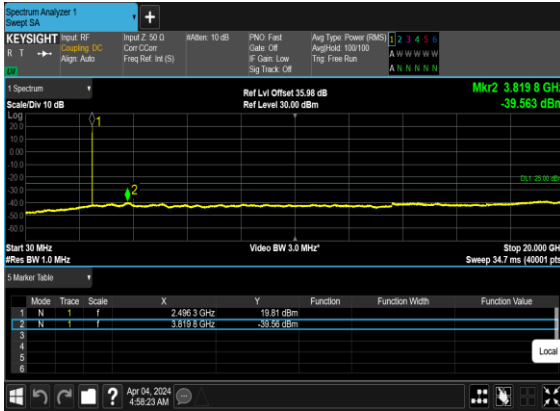 Spectrum Analyzer 1
Swept SA
+
KEYSIGHT Input: RF Input Z: 50 Ω #Atten: 10 dB PNO: Fast Avg Type: Power (RMS) 1 2 3 4 5 6
R T Coupling: DC Corr CCorr Gate: Off Avg|Hold: 100/100 A W W W W W
Align: Auto Freq Ref: Int (S) IF Gain: Low Trig: Free Run
Sig Track: Off A N N N N N
1 Spectrum
Scale/Div 10 dB
Ref Lvl Offset 35.98 dB
Ref Level 30.00 dBm
Mkr2 3.819 8 GHz
-39.563 dBm
Log
20.0
10.0
0.00
-10.0
-20.0
-30.0
-40.0
-50.0
-60.0
1
2
DL1 -25.00 dBm
Start 30 MHz Video BW 3.0 MHz* Stop 20.000 GHz
#Res BW 1.0 MHz Sweep 34.7 ms (40001 pts)
5 Marker Table
Mode Trace Scale X Y Function Function Width Function Value
1 N 1 f 2.496 3 GHz 19.81 dBm
2 N 1 f 3.819 8 GHz -39.56 dBm
3
4
5
6
Local
? Apr 04, 2024
4:58:23 AM